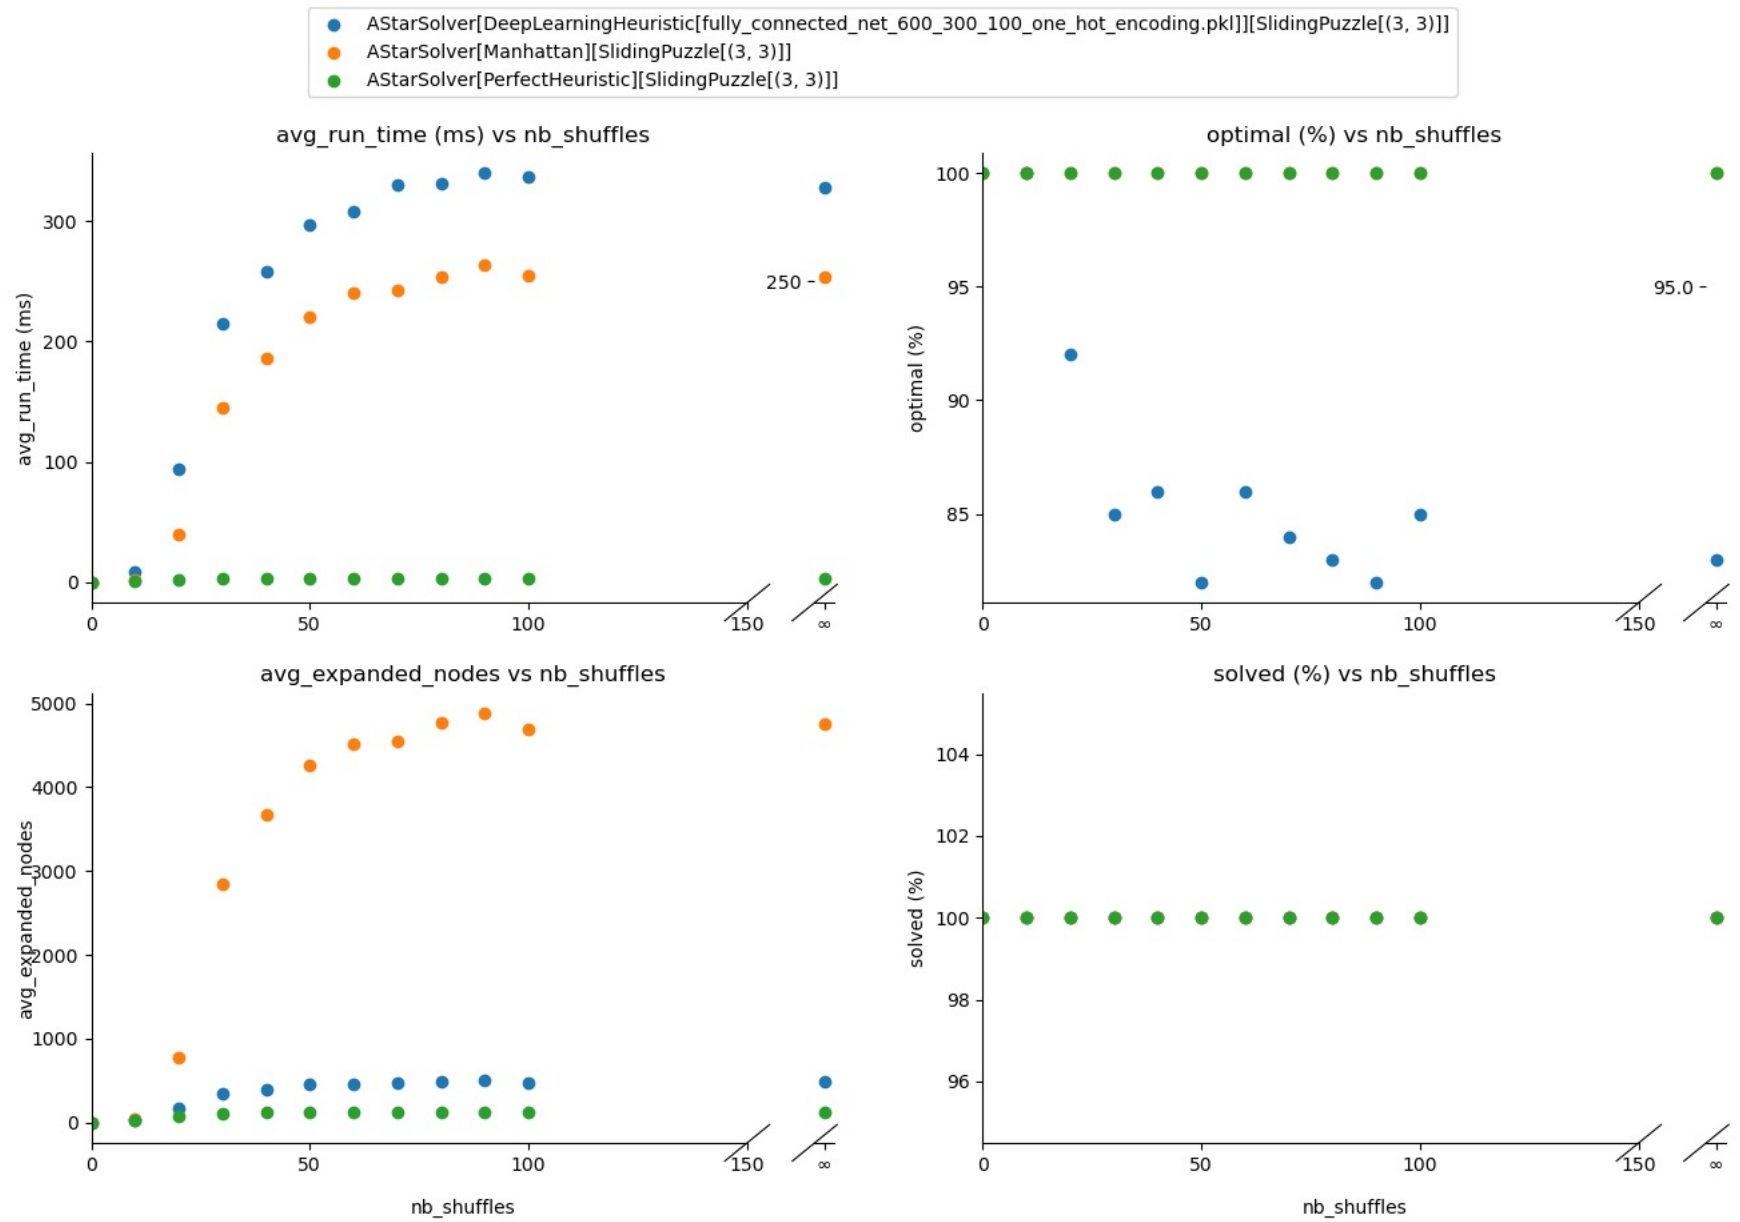 AStarSolver[DeepLearningHeuristic[fully_connected_net_600_300_100_one_hot_encoding.pkl]][SlidingPuzzle[(3, 3)]]
AStarSolver[Manhattan][SlidingPuzzle[(3, 3)]]
AStarSolver[PerfectHeuristic][SlidingPuzzle[(3, 3)]]
avg_run_time (ms) vs nb_shuffles
avg_run_time (ms)
300
200
100
0
250
0 50 100 150 ∞
optimal (%) vs nb_shuffles
optimal (%)
100
95
90
85
95.0
0 50 100 150 ∞
avg_expanded_nodes vs nb_shuffles
avg_expanded_nodes
5000
4000
3000
2000
1000
0
0 50 100 150 ∞
nb_shuffles
solved (%) vs nb_shuffles
solved (%)
104
102
100
98
96
0 50 100 150 ∞
nb_shuffles